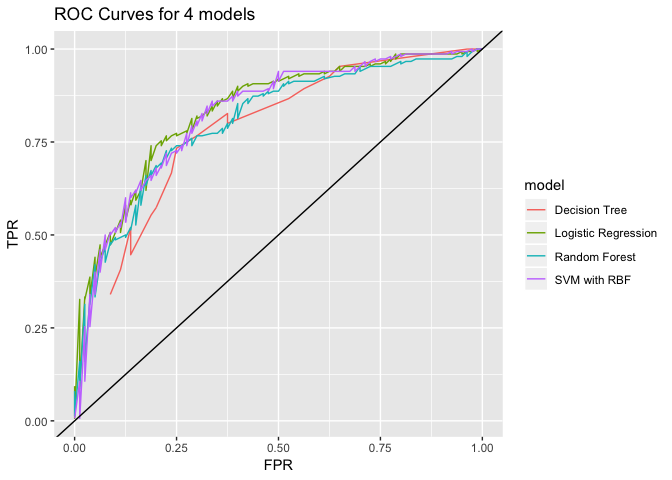 ROC Curves for 4 models
1.00
0.75
0.50
0.25
0.00
TPR
0.00 0.25 0.50 0.75 1.00
FPR
model
Decision Tree
Logistic Regression
Random Forest
SVM with RBF